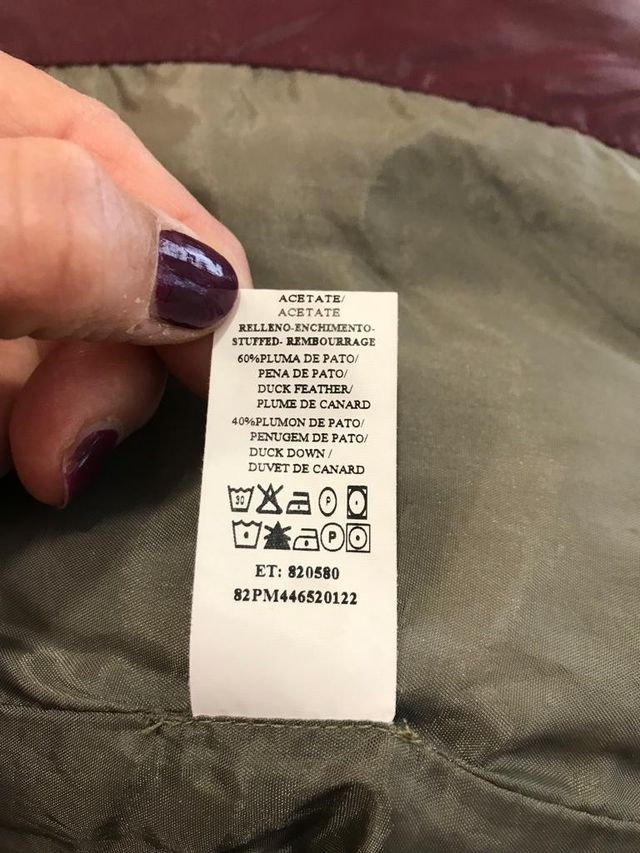 ACETATE/
ACETATE
RELLENO-ENCHIMENTO-
STUFFED- REMBOURRAGE
60%PLUMA DE PATO/
PENA DE PATO/
DUCK FEATHER/
PLUME DE CANARD
40%PLUMON DE PATO/
PENUGEM DE PATO/
DUCK DOWN /
DUVET DE CANARD
30 P
P
ET: 820580
82PM446520122